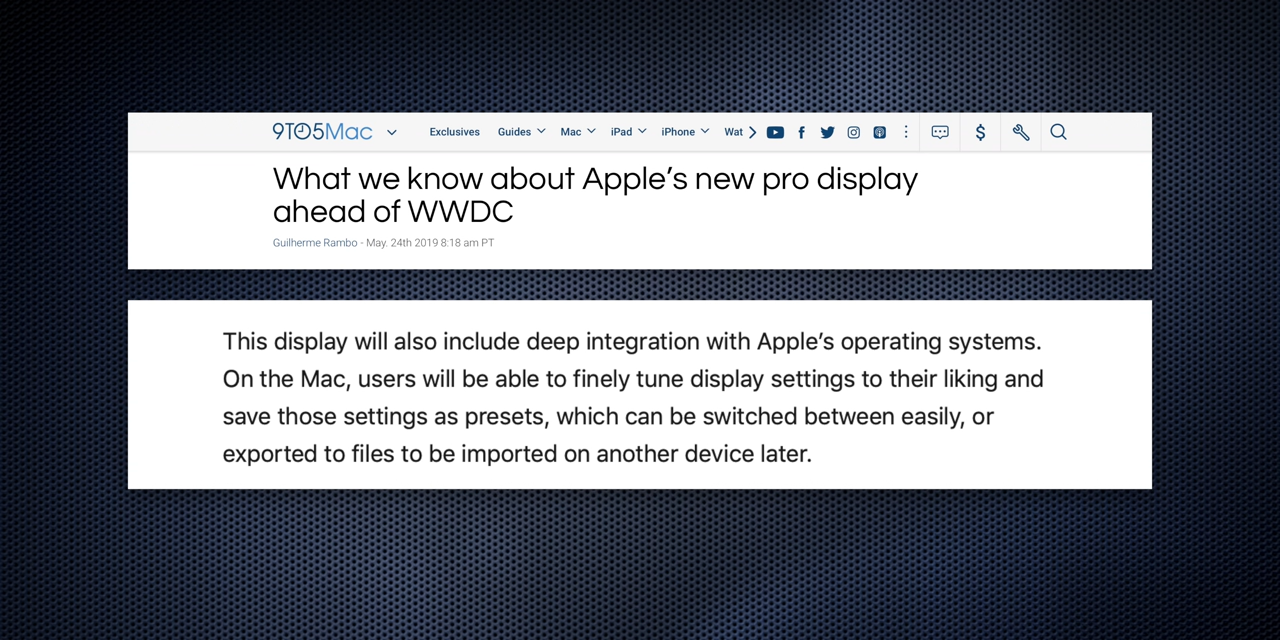 9TO5Mac Exclusives Guides Mac iPad iPhone Wat
What we know about Apple’s new pro display
ahead of WWDC
Guilherme Rambo - May. 24th 2019 8:18 am PT
This display will also include deep integration with Apple’s operating systems.
On the Mac, users will be able to finely tune display settings to their liking and
save those settings as presets, which can be switched between easily, or
exported to files to be imported on another device later.